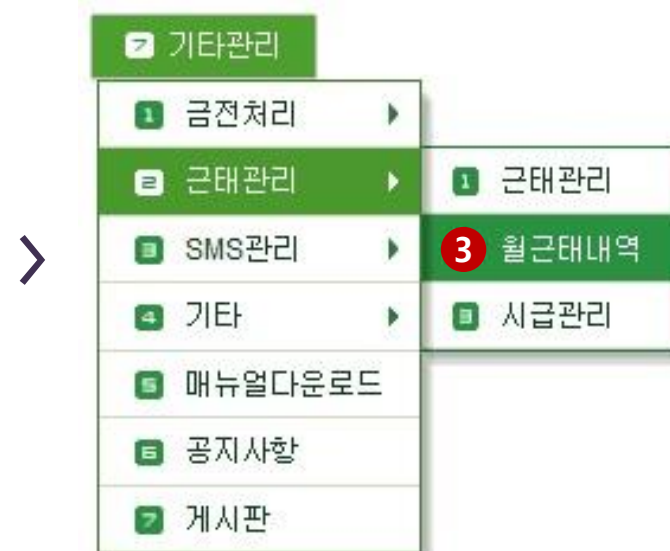 7 기타관리
1 금전처리
2 근태관리
1 근태관리
3 SMS관리
3 월근태내역
4 기타
3 시급관리
5 매뉴얼다운로드
6 공지사항
7 게시판